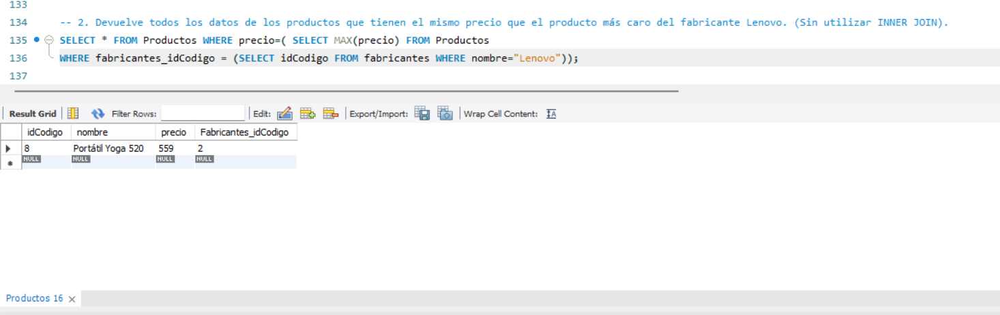 133
134 -- 2. Devuelve todos los datos de los productos que tienen el mismo precio que el producto más caro del fabricante Lenovo. (Sin utilizar INNER JOIN).
135 SELECT * FROM Productos WHERE precio=( SELECT MAX(precio) FROM Productos
136 WHERE fabricantes_idCodigo = (SELECT idCodigo FROM fabricantes WHERE nombre="Lenovo"));
137
Result Grid Filter Rows: Edit: Export/Import: Wrap Cell Content: IA
idCodigo nombre precio Fabricantes_idCodigo
8 Portátil Yoga 520 559 2
NULL NULL NULL NULL
Productos 16